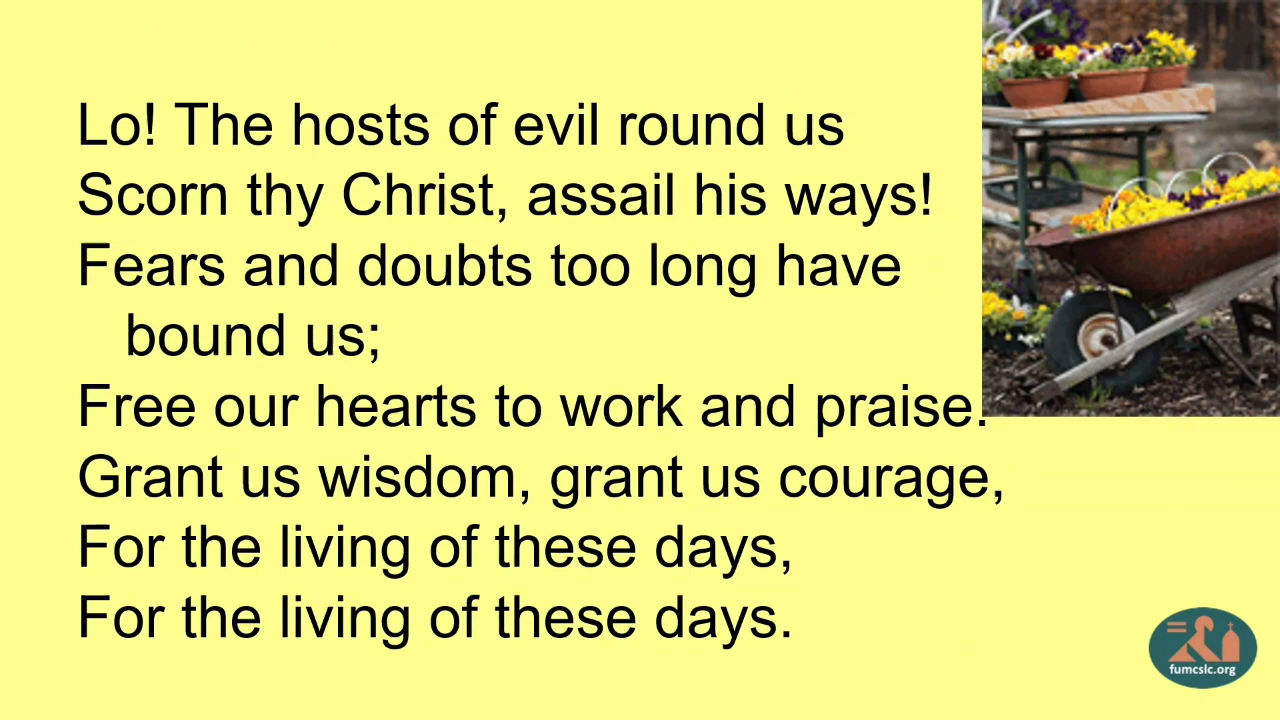 Lo! The hosts of evil round us
Scorn thy Christ, assail his ways!
Fears and doubts too long have
bound us;
Free our hearts to work and praise.
Grant us wisdom, grant us courage,
For the living of these days,
For the living of these days.
fumcslc.org